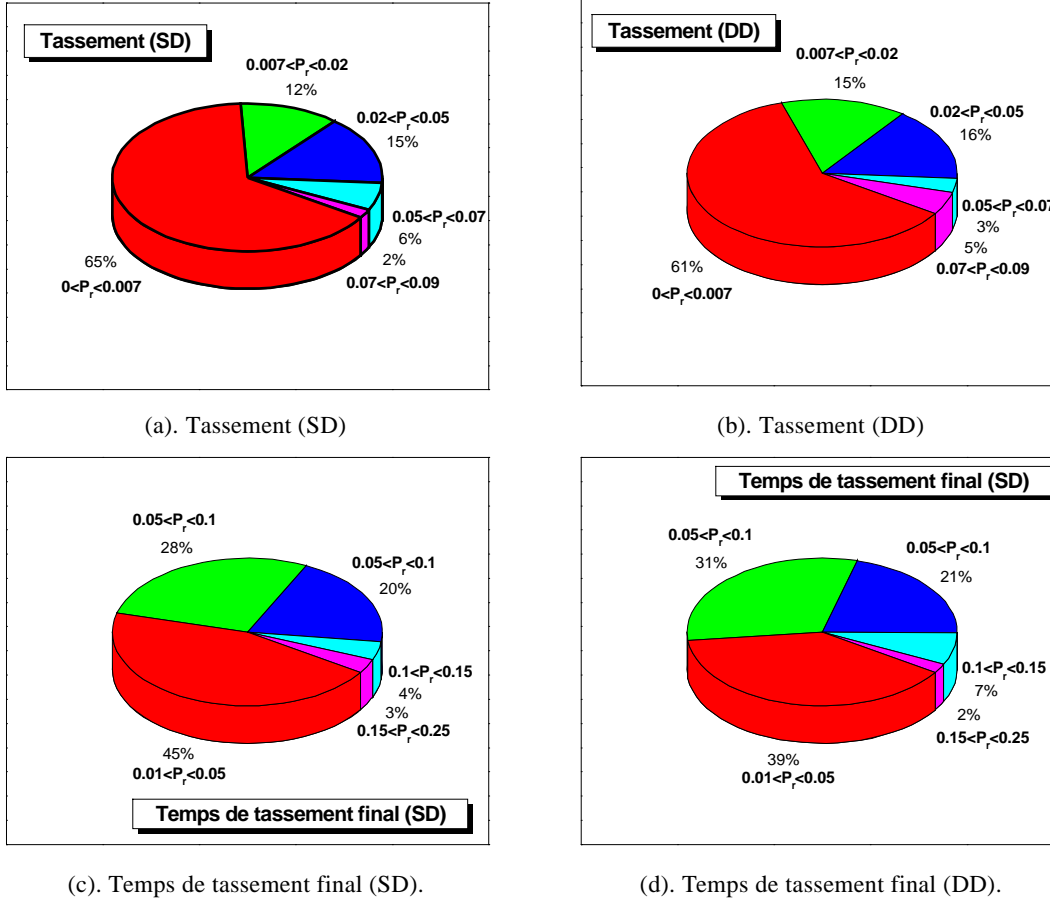 Tassement (SD)
0.007<Pr<0.02
12%
0.02<Pr<0.05
15%
0.05<Pr<0.07
6%
2%
0.07<Pr<0.09
65%
0<Pr<0.007
(a). Tassement (SD)
Tassement (DD)
0.007<Pr<0.02
15%
0.02<Pr<0.05
16%
0.05<Pr<0.07
3%
5%
0.07<Pr<0.09
61%
0<Pr<0.007
(b). Tassement (DD)
0.05<Pr<0.1
28%
0.05<Pr<0.1
20%
0.1<Pr<0.15
4%
3%
0.15<Pr<0.25
45%
0.01<Pr<0.05
Temps de tassement final (SD)
(c). Temps de tassement final (SD).
Temps de tassement final (SD)
0.05<Pr<0.1
31%
0.05<Pr<0.1
21%
0.1<Pr<0.15
7%
2%
0.15<Pr<0.25
39%
0.01<Pr<0.05
(d). Temps de tassement final (DD).